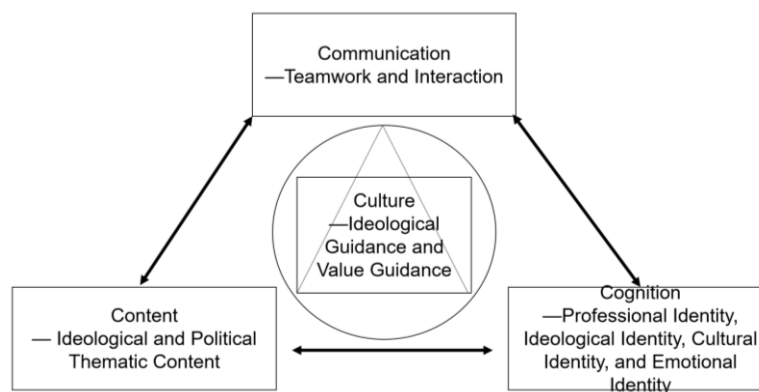 Communication
—Teamwork and Interaction
Culture
—Ideological
Guidance and
Value Guidance
Content
— Ideological and Political
Thematic Content
Cognition
—Professional Identity,
Ideological Identity, Cultural
Identity, and Emotional
Identity